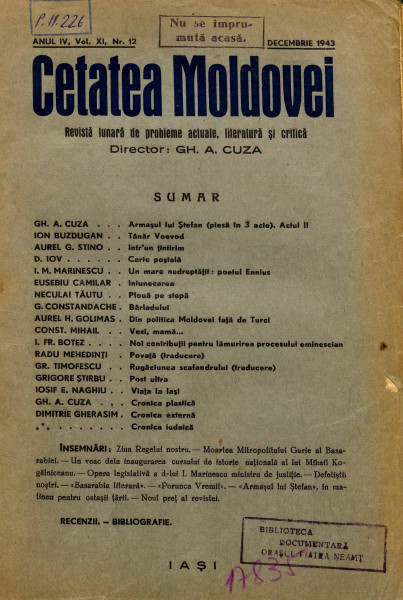 P.II.226
Nu se împru-
mută acasă.
ANUL IV, Vol. XI, Nr. 12
DECEMBRIE 1943
Cetatea Moldovei
Revistă lunară de probleme actuale, literatură și critică
Director: GH. A. CUZA
SUMAR
GH. A. CUZA . . . Armașul lui Ștefan (piesă în 3 acte). Actul II
ION BUZDUGAN . . Tânăr Voevod
AUREL G. STINO . . Intr'un țintirim
D. IOV . . . . . . Carte poștală
I. M. MARINESCU . . Un mare nedreptățit: poetul Ennius
EUSEBIU CAMILAR . Intunecarea
NECULAI TĂUTU . . Plouă pe stepă
G. CONSTANDACHE . Bârladului
AUREL H. GOLIMAS . Din politica Moldovei față de Turci
CONST. MIHAIL . . Vezi, mamă...
I. FR. BOTEZ . . . . Noi contribuții pentru lămurirea procesului eminescian
RADU MEHEDINȚI . Povață (traducere)
GR. TIMOFESCU . . Rugăciunea scafandrului (traducere)
GRIGORE ȘTIRBU . . Post ultra
IOSIF E. NAGHIU . . Viața la Iași
GH. A. CUZA . . . Cronica plastică
DIMITRIE GHERASIM . Cronica externă
*** . . . . . . . Cronica iudaică
ÎNSEMNĂRI: Ziua Regelui nostru. — Moartea Mitropolitului Gurie al Basa-
rabiei. — Un veac dela inaugurarea cursului de istorie națională al lui Mihail Ko-
gălniceanu. — Opera legislativă a d-lui I. Marinescu ministru de justiție. — Defetiștii
noștri. — «Basarabia literară». — «Porunca Vremii». — «Armașul lui Ștefan», în ma-
tineu pentru ostașii țării. — Noul preț al revistei.
RECENZII. — BIBLIOGRAFIE.
BIBLIOTECA
DOCUMENTARĂ
ORAȘUL PIATRA NEAMȚ
IAȘI
17835